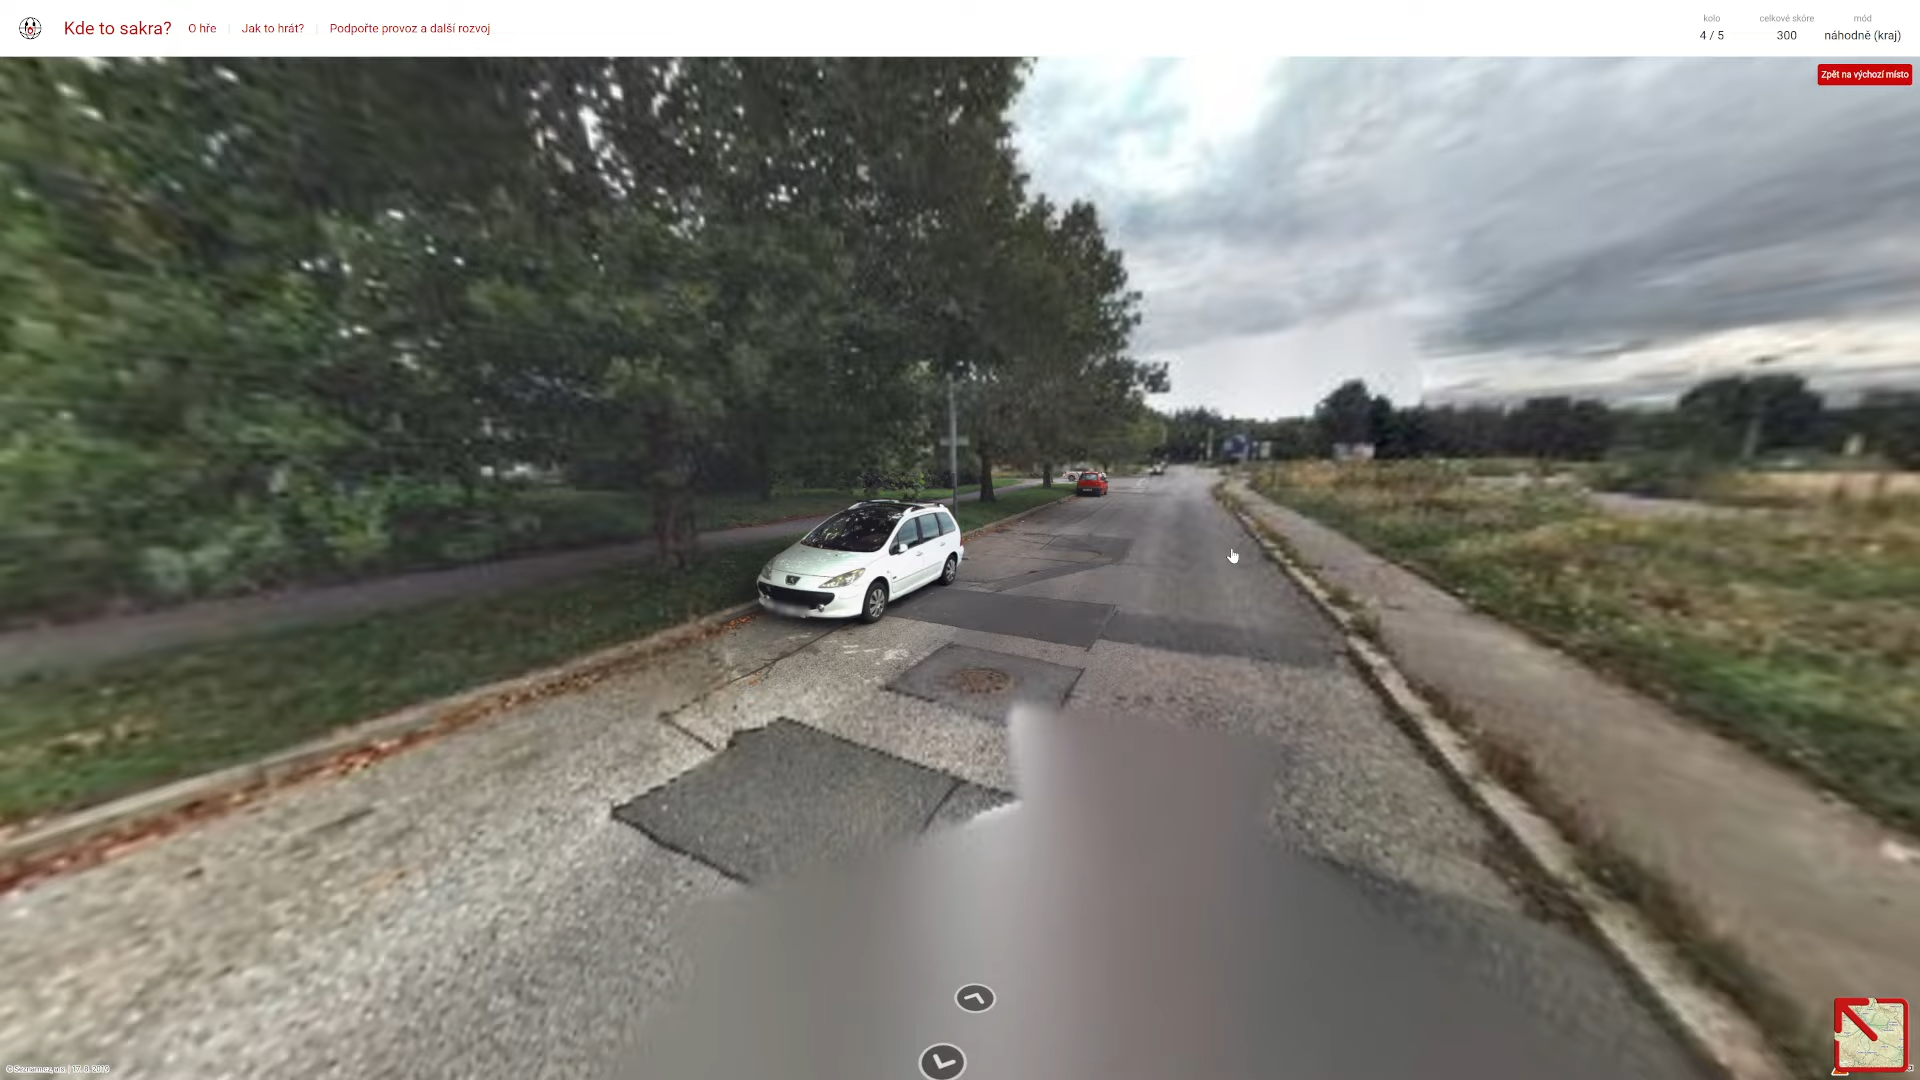 Kde to sakra?
O hře
Jak to hrát?
Podpořte provoz a další rozvoj
kolo
4 / 5
celkové skóre
300
mód
náhodně (kraj)
Zpět na výchozí místo